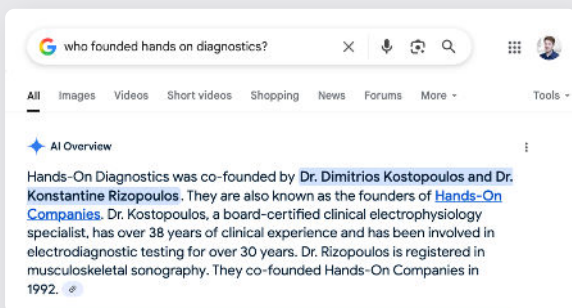 who founded hands on diagnostics?
All Images Videos Short videos Shopping News Forums More Tools
AI Overview
Hands-On Diagnostics was co-founded by Dr. Dimitrios Kostopoulos and Dr.
Konstantine Rizopoulos. They are also known as the founders of Hands-On
Companies. Dr. Kostopoulos, a board-certified clinical electrophysiology
specialist, has over 38 years of clinical experience and has been involved in
electrodiagnostic testing for over 30 years. Dr. Rizopoulos is registered in
musculoskeletal sonography. They co-founded Hands-On Companies in
1992.